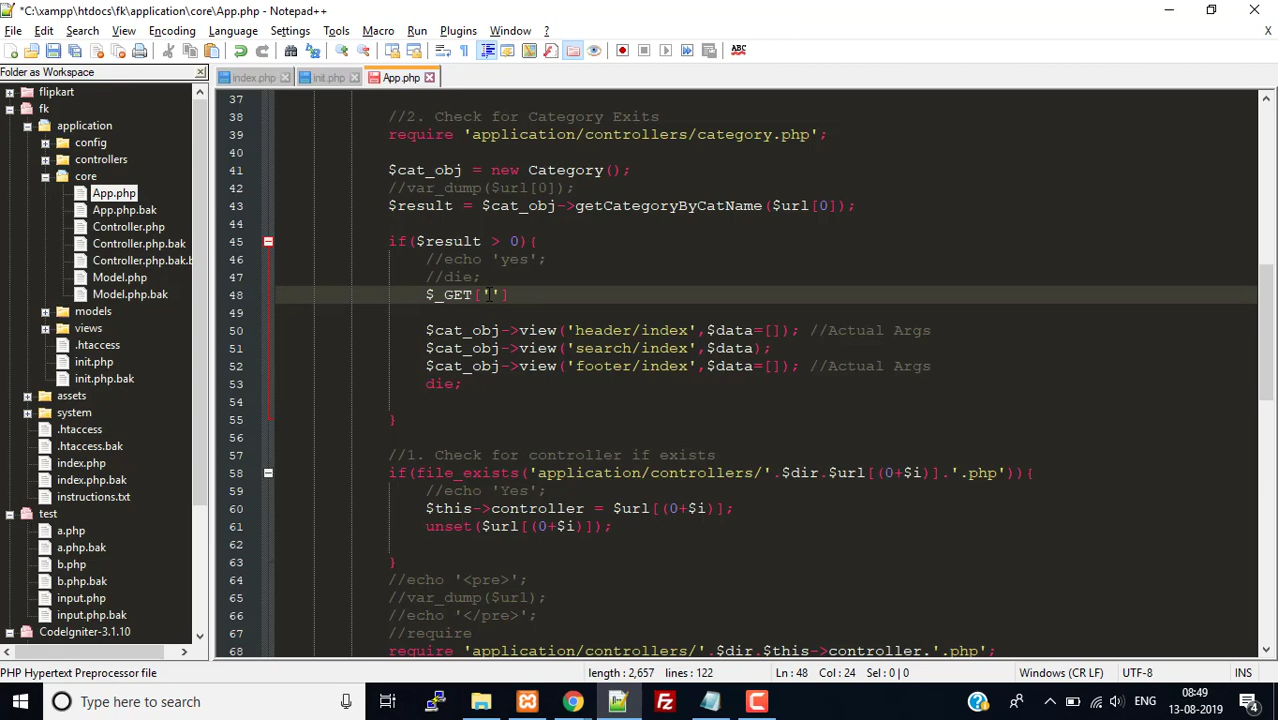 *C:\xampp\htdocs\fk\application\core\App.php - Notepad++
File Edit Search View Encoding Language Settings Tools Macro Run Plugins Window ? X
Folder as Workspace
index.php init.php App.php
flipkart
fk
application
config
controllers
core
App.php
App.php.bak
Controller.php
Controller.php.bak
Controller.php.bak.b
Model.php
Model.php.bak
models
views
.htaccess
init.php
init.php.bak
assets
system
.htaccess
.htaccess.bak
index.php
index.php.bak
instructions.txt
test
a.php
a.php.bak
b.php
b.php.bak
input.php
input.php.bak
CodeIgniter-3.1.10
37
38 //2. Check for Category Exits
39 require 'application/controllers/category.php';
40
41 $cat_obj = new Category();
42 //var_dump($url[0]);
43 $result = $cat_obj->getCategoryByCatName($url[0]);
44
45 if($result > 0){
46 //echo 'yes';
47 //die;
48 $_GET['']
49
50 $cat_obj->view('header/index',$data=[]); //Actual Args
51 $cat_obj->view('search/index',$data);
52 $cat_obj->view('footer/index',$data=[]); //Actual Args
53 die;
54
55 }
56
57 //1. Check for controller if exists
58 if(file_exists('application/controllers/'.$dir.$url[(0+$i)].'.php')){
59 //echo 'Yes';
60 $this->controller = $url[(0+$i)];
61 unset($url[(0+$i)]);
62
63 }
64 //echo '<pre>';
65 //var_dump($url);
66 //echo '</pre>';
67 //require
68 require 'application/controllers/'.$dir.$this->controller.'.php';
PHP Hypertext Preprocessor file length : 2,657 lines : 122 Ln : 48 Col : 24 Sel : 0 | 0 Windows (CR LF) UTF-8 INS
Type here to search ENG 08:49 13-08-2019 4